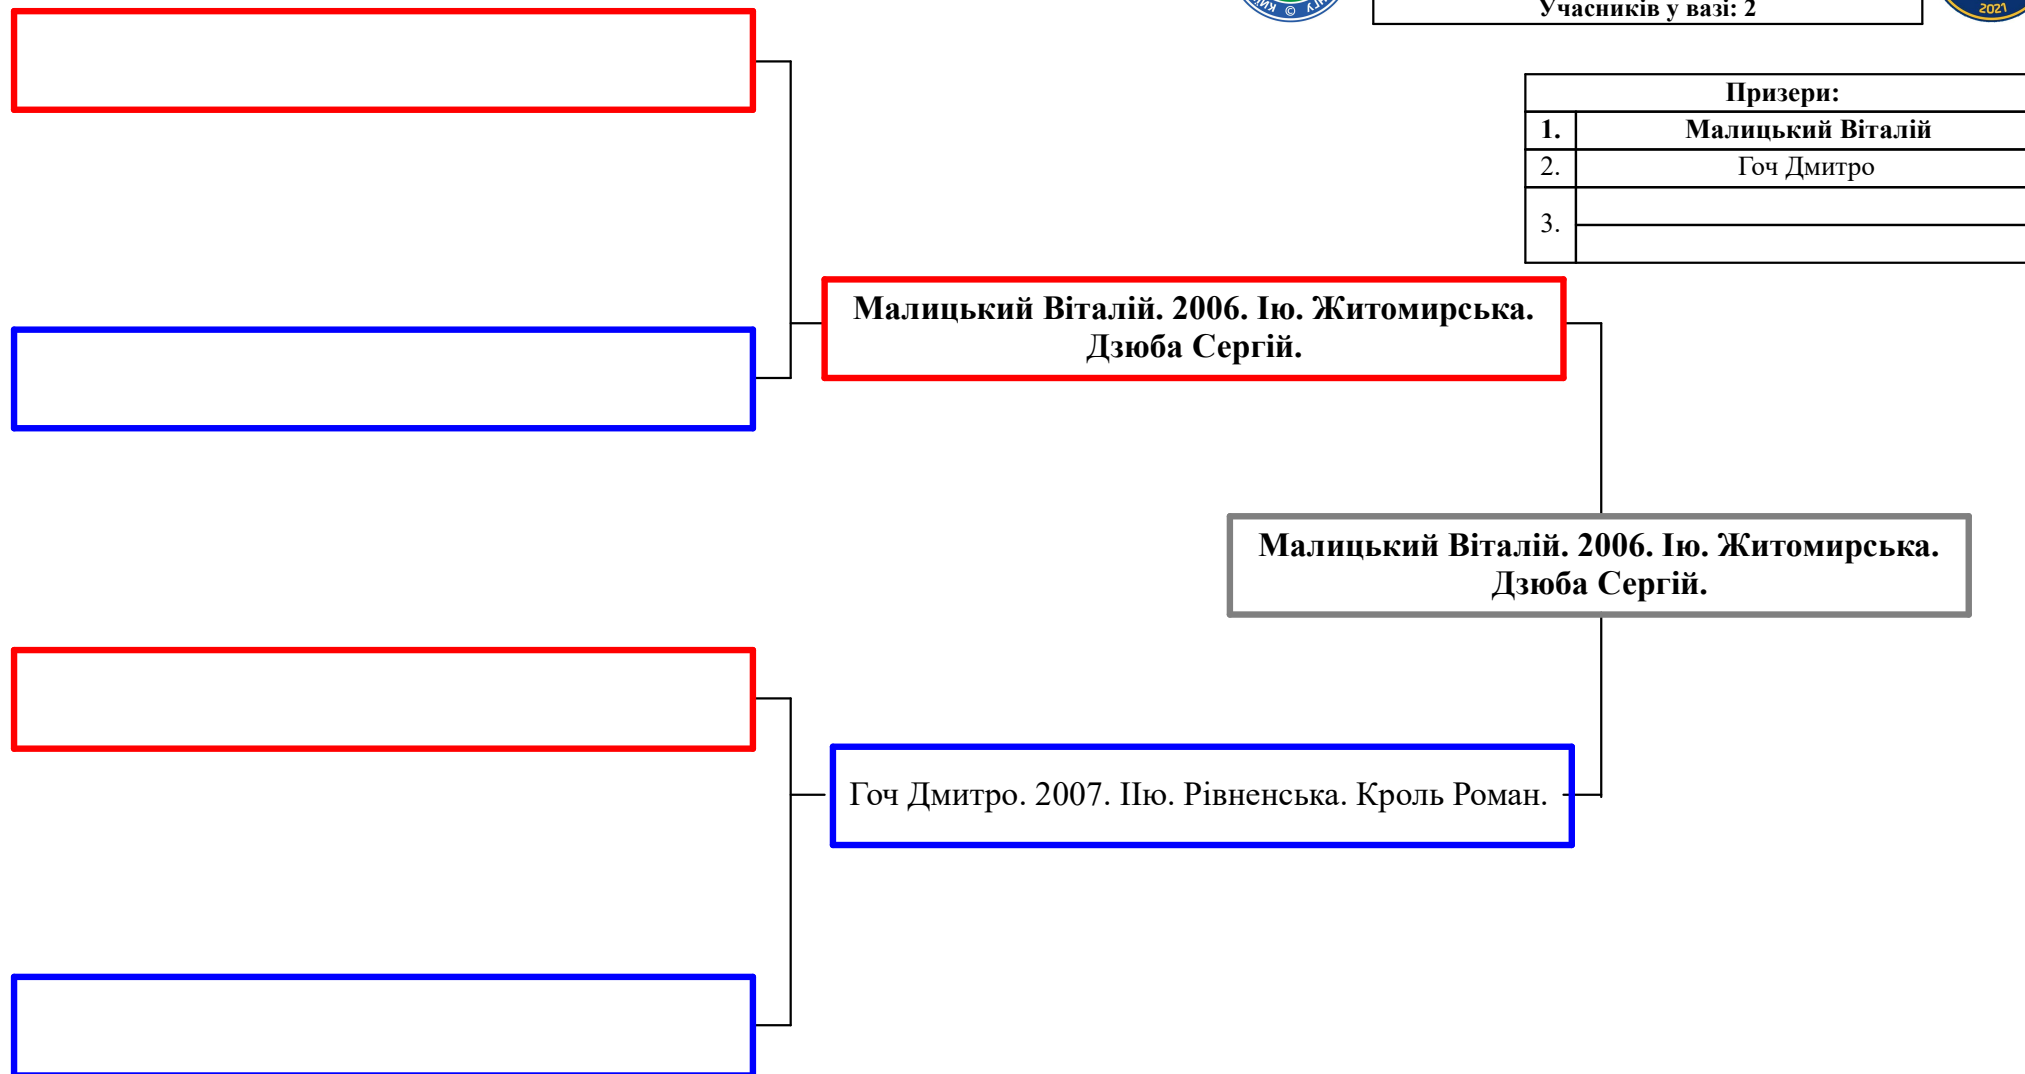 Учасників у вазі: 2
2021
Призери:
1. Малицький Віталій
2. Гоч Дмитро
3.
Малицький Віталій. 2006. Ію. Житомирська.
Дзюба Сергій.
Малицький Віталій. 2006. Ію. Житомирська.
Дзюба Сергій.
Гоч Дмитро. 2007. ІІю. Рівненська. Кроль Роман.